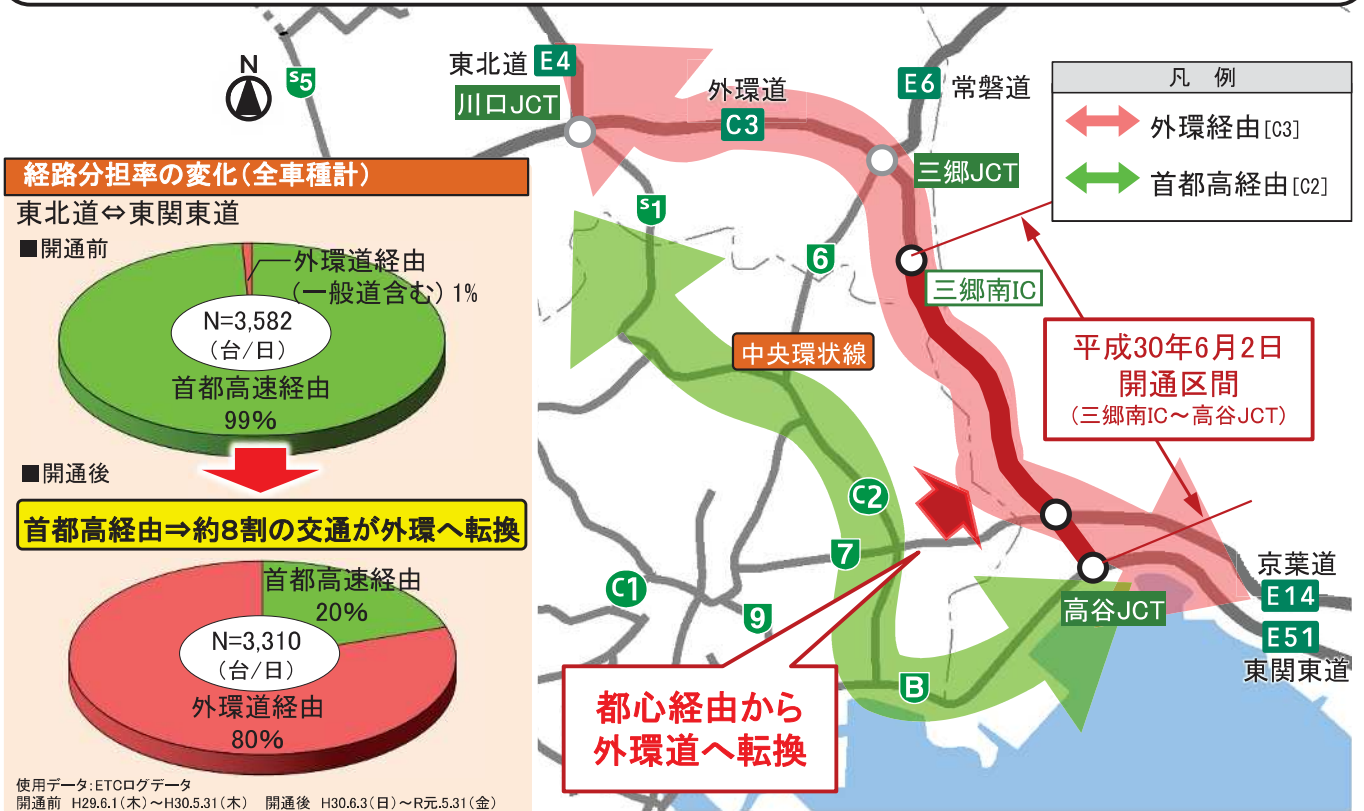 経路分担率の変化(全車種計)
東北道⇔東関東道
■開通前
外環道経由
(一般道含む) 1%
N=3,582
(台/日)
首都高速経由
99%
■開通後
首都高経由⇒約8割の交通が外環へ転換
首都高速経由
20%
N=3,310
(台/日)
外環道経由
80%
使用データ:ETCログデータ
開通前 H29.6.1(木)～H30.5.31(木) 開通後 H30.6.3(日)～R元.5.31(金)
N
S5
東北道 E4
川口JCT
外環道
C3
E6 常磐道
三郷JCT
S1
6
三郷南IC
中央環状線
C2
7
C1
9
B
高谷JCT
京葉道
E14
E51
東関東道
都心経由から
外環道へ転換
凡 例
外環経由[C3]
首都高経由[C2]
平成30年6月2日
開通区間
(三郷南IC～高谷JCT)